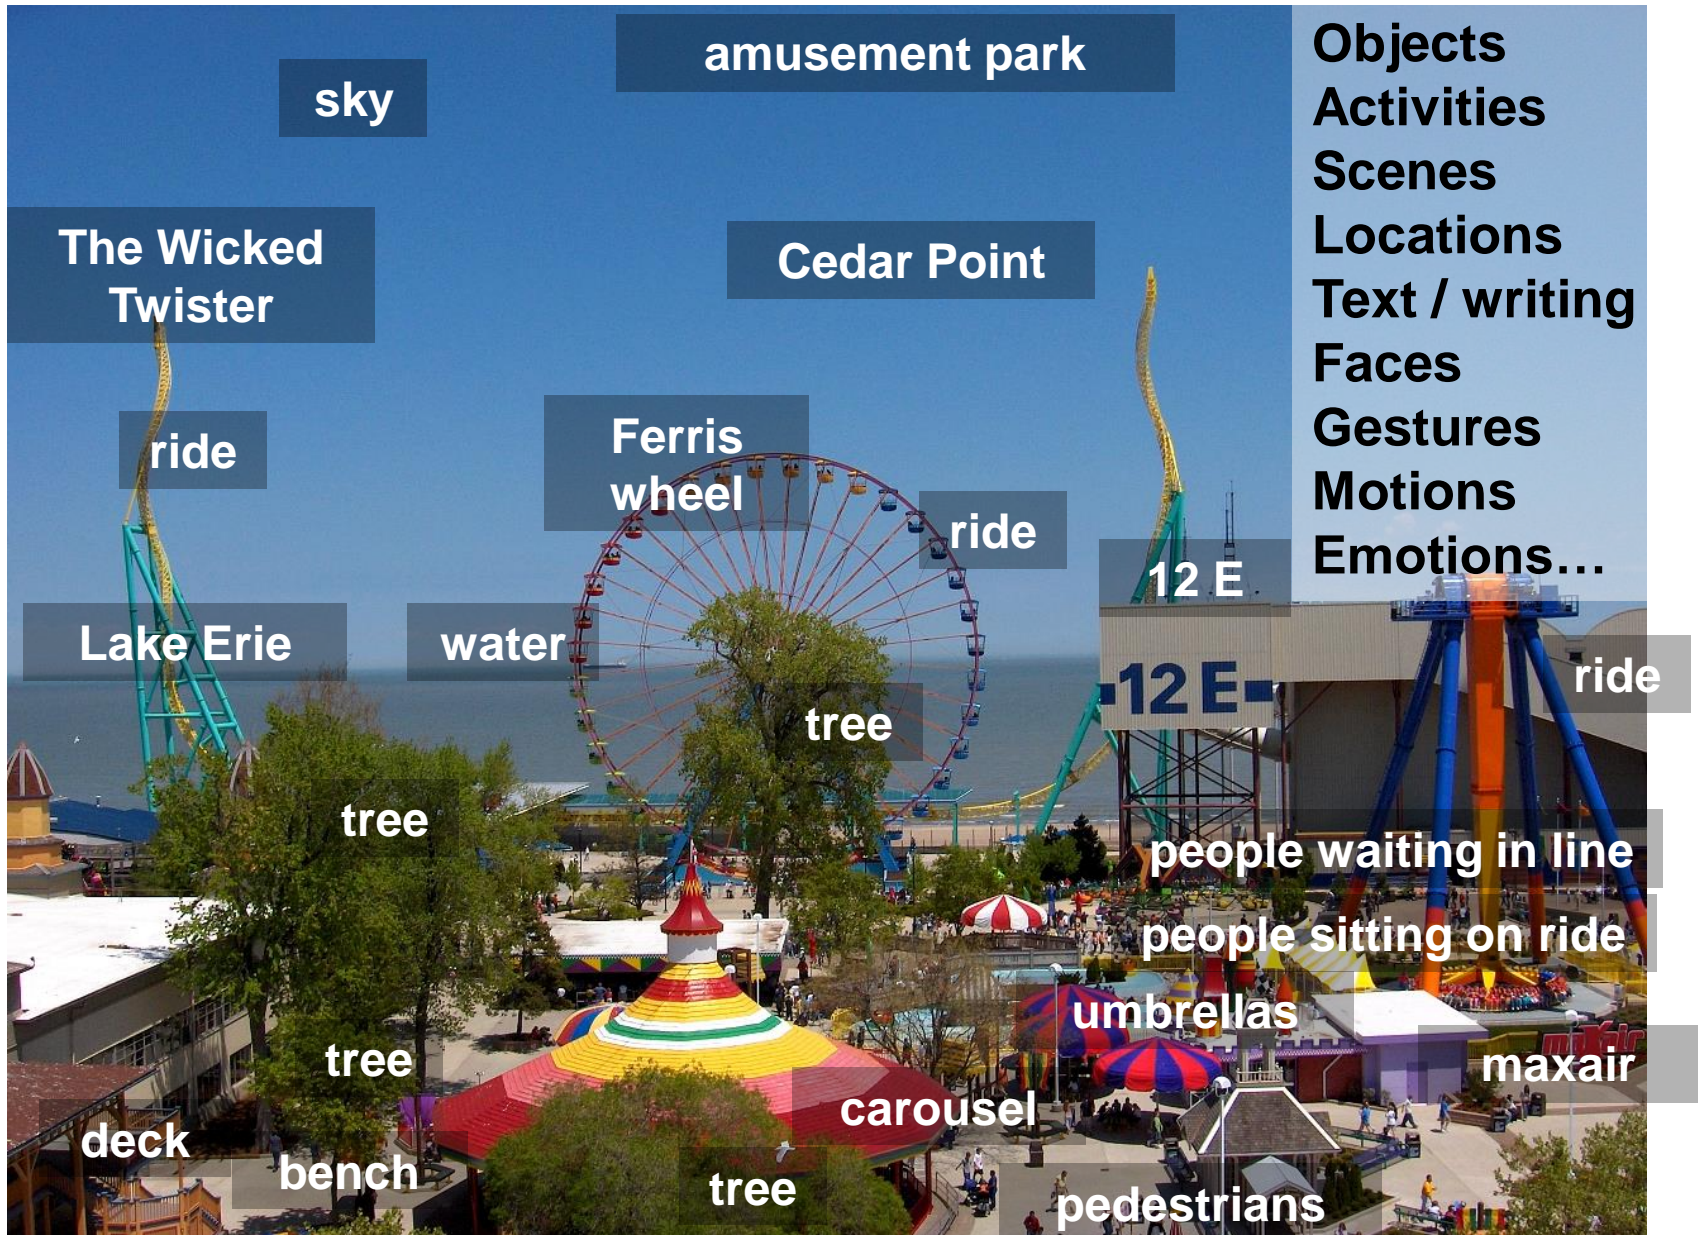 amusement park
sky
Objects
Activities
Scenes
Locations
Text / writing
Faces
Gestures
Motions
Emotions…
The Wicked
Twister
Cedar Point
ride
Ferris
wheel
ride
12 E
Lake Erie
water
ride
12 E
tree
tree
people waiting in line
people sitting on ride
umbrellas
maxair
tree
maxair
carousel
deck
bench
tree
pedestrians